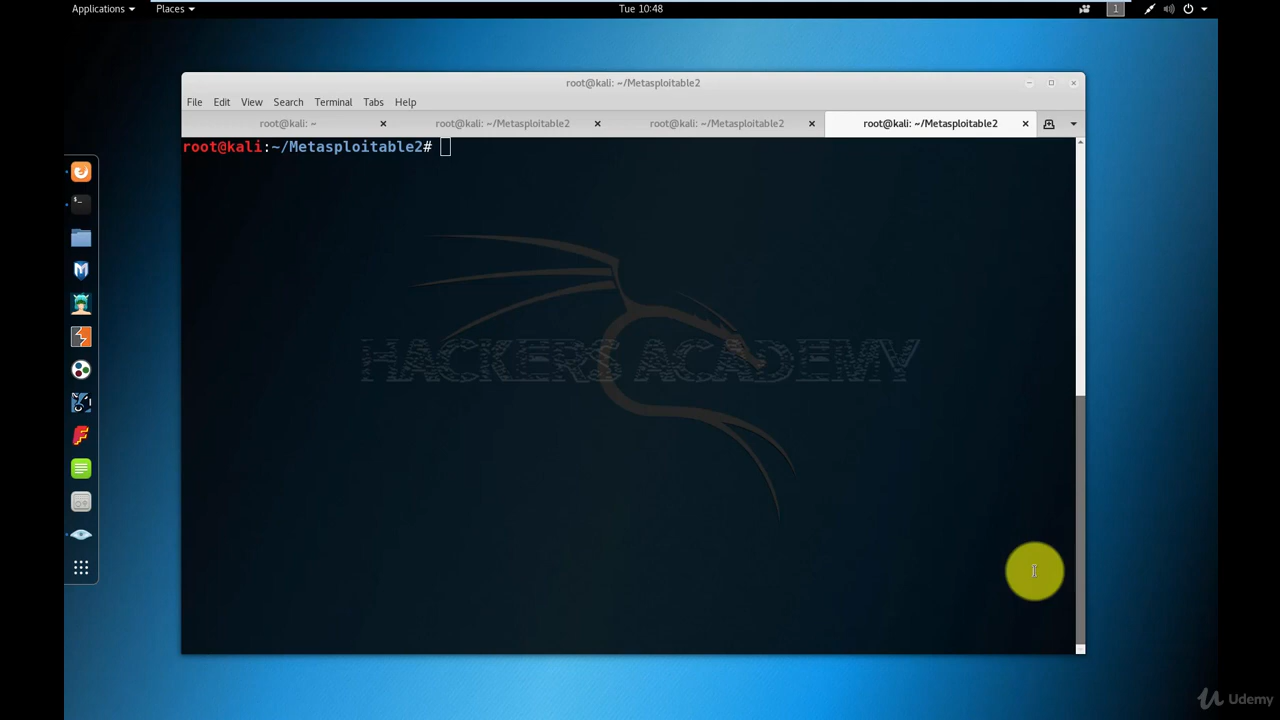 Applications Places Tue 10:48 1
root@kali: ~/Metasploitable2
File Edit View Search Terminal Tabs Help
root@kali: ~ root@kali: ~/Metasploitable2 root@kali: ~/Metasploitable2 root@kali: ~/Metasploitable2
root@kali:~/Metasploitable2#
HACKERS ACADEMY
Udemy